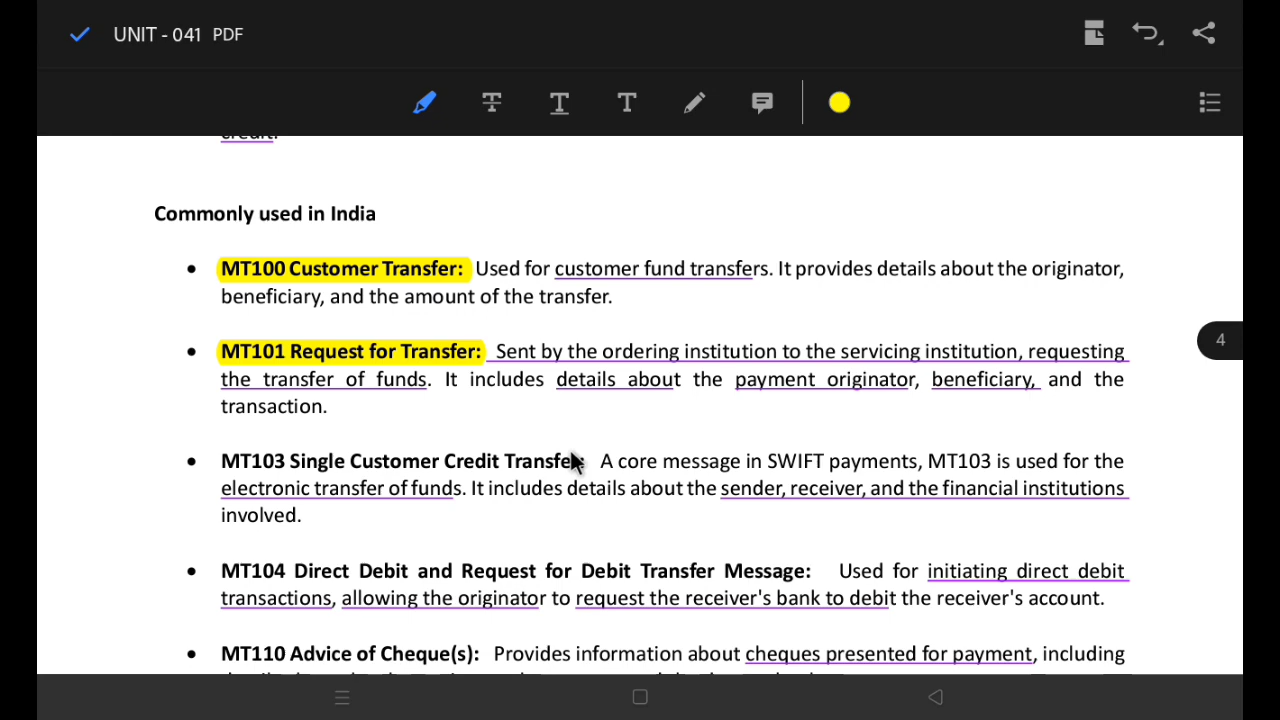 UNIT - 041 PDF
credit.
Commonly used in India
• MT100 Customer Transfer: Used for customer fund transfers. It provides details about the originator,
beneficiary, and the amount of the transfer.
• MT101 Request for Transfer: Sent by the ordering institution to the servicing institution, requesting
the transfer of funds. It includes details about the payment originator, beneficiary, and the
transaction.
4
• MT103 Single Customer Credit Transfer: A core message in SWIFT payments, MT103 is used for the
electronic transfer of funds. It includes details about the sender, receiver, and the financial institutions
involved.
• MT104 Direct Debit and Request for Debit Transfer Message: Used for initiating direct debit
transactions, allowing the originator to request the receiver's bank to debit the receiver's account.
• MT110 Advice of Cheque(s): Provides information about cheques presented for payment, including